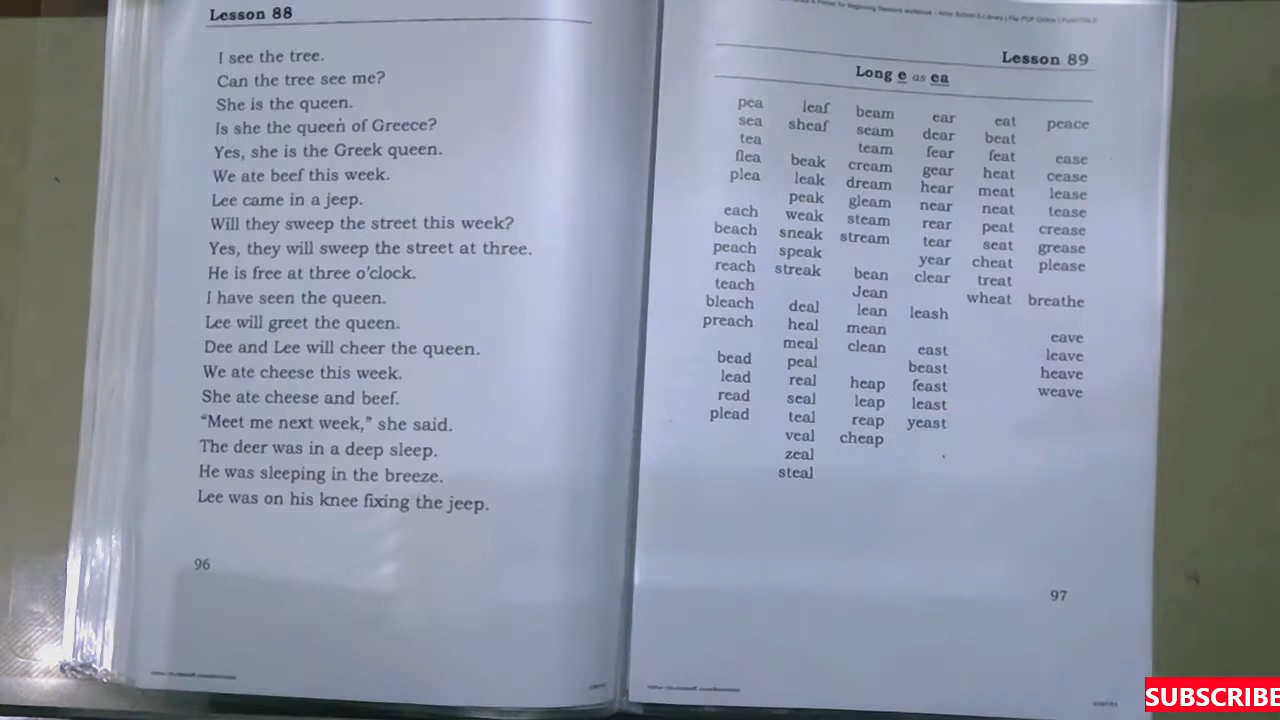 Lesson 88
I see the tree.
Can the tree see me?
She is the queen.
Is she the queen of Greece?
Yes, she is the Greek queen.
We ate beef this week.
Lee came in a jeep.
Will they sweep the street this week?
Yes, they will sweep the street at three.
He is free at three o'clock.
I have seen the queen.
Lee will greet the queen.
Dee and Lee will cheer the queen.
We ate cheese this week.
She ate cheese and beef.
"Meet me next week," she said.
The deer was in a deep sleep.
He was sleeping in the breeze.
Lee was on his knee fixing the jeep.
96
Lesson 89
Long e as ea
pea
sea
tea
flea
plea
each
beach
peach
reach
teach
bleach
preach
bead
lead
read
plead
leaf
sheaf
beak
leak
peak
weak
sneak
speak
streak
deal
heal
meal
peal
real
seal
teal
veal
zeal
steal
beam
seam
team
cream
dream
gleam
steam
stream
bean
Jean
lean
mean
clean
heap
leap
reap
cheap
ear
dear
fear
gear
hear
near
rear
tear
year
clear
leash
east
beast
feast
least
yeast
eat
beat
feat
heat
meat
neat
peat
seat
cheat
treat
wheat
peace
ease
cease
lease
tease
crease
grease
please
breathe
eave
leave
heave
weave
97
SUBSCRIBE